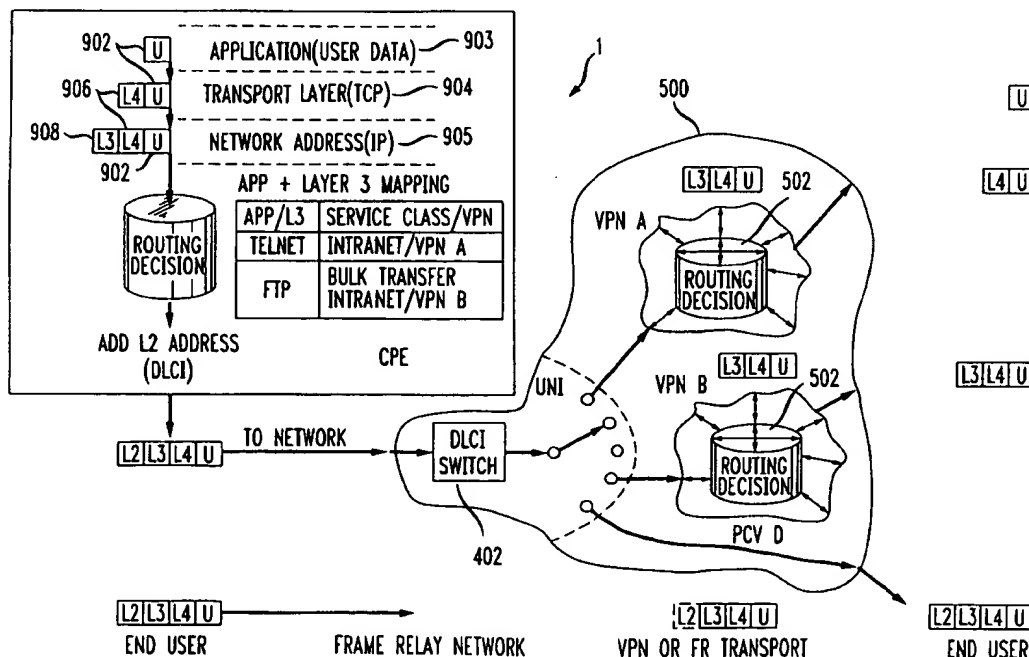 902
U
APPLICATION(USER DATA)
903
906
L4 U
TRANSPORT LAYER(TCP)
904
908
L3 L4 U
NETWORK ADDRESS(IP)
905
902
APP + LAYER 3 MAPPING
APP/L3 SERVICE CLASS/VPN
TELNET INTRANET/VPN A
FTP BULK TRANSFER
INTRANET/VPN B
ROUTING
DECISION
ADD L2 ADDRESS
(DLCI)
CPE
L2 L3 L4 U
TO NETWORK
DLCI
SWITCH
402
UNI
1
500
L3 L4 U
502
VPN A
ROUTING
DECISION
L3 L4 U
502
VPN B
ROUTING
DECISION
PCV D
U
L4 U
L3 L4 U
L2 L3 L4 U
END USER
FRAME RELAY NETWORK
L2 L3 L4 U
VPN OR FR TRANSPORT
L2 L3 L4 U
END USER